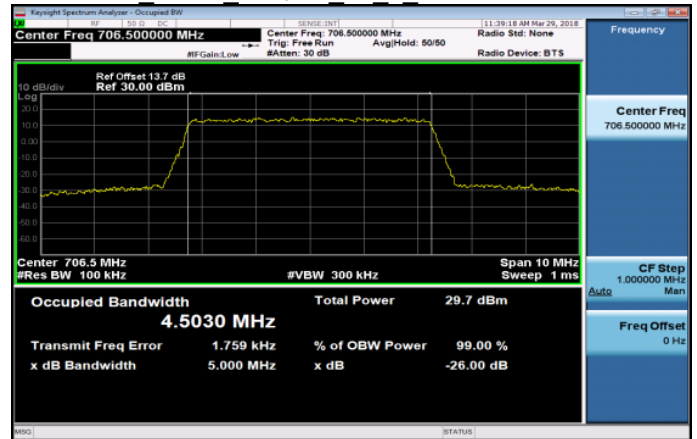 Keysight Spectrum Analyzer - Occupied BW
RF 50 Ω DC SENSE:INT 11:39:18 AM Mar 29, 2018
Center Freq 706.500000 MHz
Center Freq: 706.500000 MHz
Radio Std: None
Trig: Free Run Avg|Hold: 50/50
#IFGain:Low #Atten: 30 dB Radio Device: BTS
Ref Offset 13.7 dB
10 dB/div Ref 30.00 dBm
Log
20.0
10.0
0.00
-10.0
-20.0
-30.0
-40.0
-50.0
-60.0
Center 706.5 MHz Span 10 MHz
#Res BW 100 kHz #VBW 300 kHz Sweep 1 ms
Occupied Bandwidth Total Power 29.7 dBm
4.5030 MHz
Transmit Freq Error 1.759 kHz % of OBW Power 99.00 %
x dB Bandwidth 5.000 MHz x dB -26.00 dB
MSG STATUS
Frequency
Center Freq
706.500000 MHz
CF Step
1.000000 MHz
Auto Man
Freq Offset
0 Hz